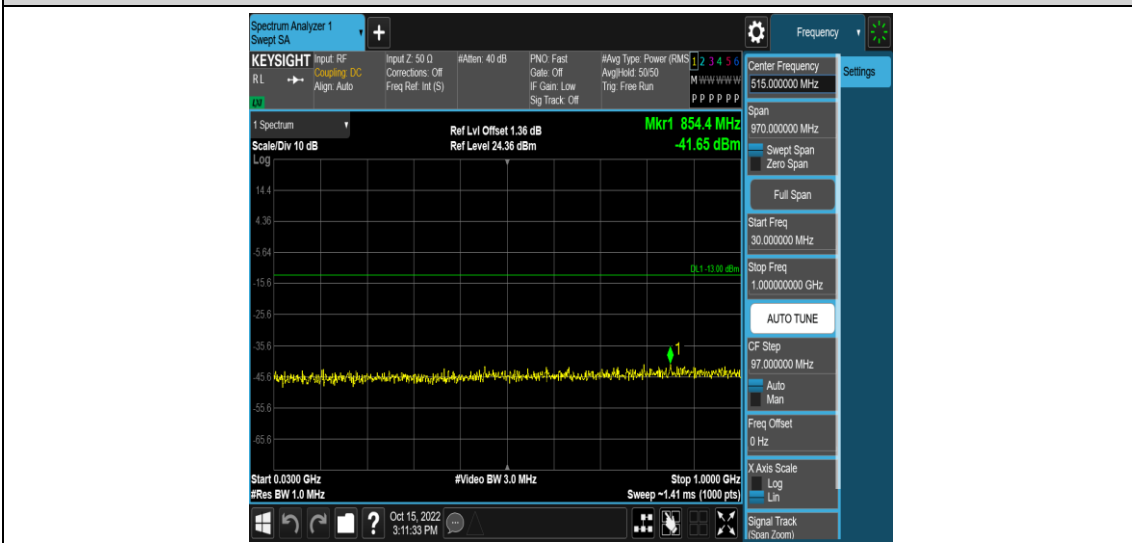 Spectrum Analyzer 1
Swept SA
+
Frequency
KEYSIGHT
RL
LW
Input: RF
Coupling: DC
Align: Auto
Input Z: 50 Ω
Corrections: Off
Freq Ref: Int (S)
#Atten: 40 dB
PNO: Fast
Gate: Off
IF Gain: Low
Sig Track: Off
#Avg Type: Power (RMS
Avg|Hold: 50/50
Trig: Free Run
1 2 3 4 5 6
M W W W W W
P P P P P P
1 Spectrum
Scale/Div 10 dB
Ref Lvl Offset 1.36 dB
Ref Level 24.36 dBm
Mkr1 854.4 MHz
-41.65 dBm
Log
14.4
4.36
-5.64
-15.6
-25.6
-35.6
-45.6
-55.6
-65.6
DL1 -13.00 dBm
1
Start 0.0300 GHz
#Res BW 1.0 MHz
#Video BW 3.0 MHz
Stop 1.0000 GHz
Sweep ~1.41 ms (1000 pts)
Center Frequency
515.000000 MHz
Span
970.000000 MHz
Swept Span
Zero Span
Full Span
Start Freq
30.000000 MHz
Stop Freq
1.000000000 GHz
AUTO TUNE
CF Step
97.000000 MHz
Auto
Man
Freq Offset
0 Hz
X Axis Scale
Log
Lin
Signal Track
(Span Zoom)
Settings
?
Oct 15, 2022
3:11:33 PM